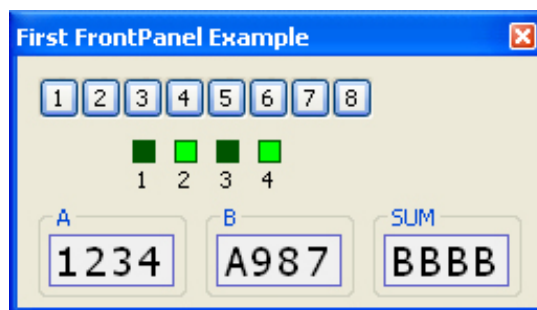 First FrontPanel Example
1 2 3 4 5 6 7 8
1 2 3 4
A B SUM
1234 A987 BBBB